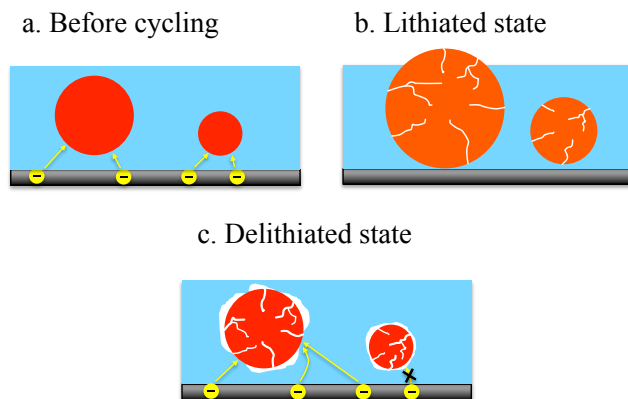 a. Before cycling
b. Lithiated state
c. Delithiated state